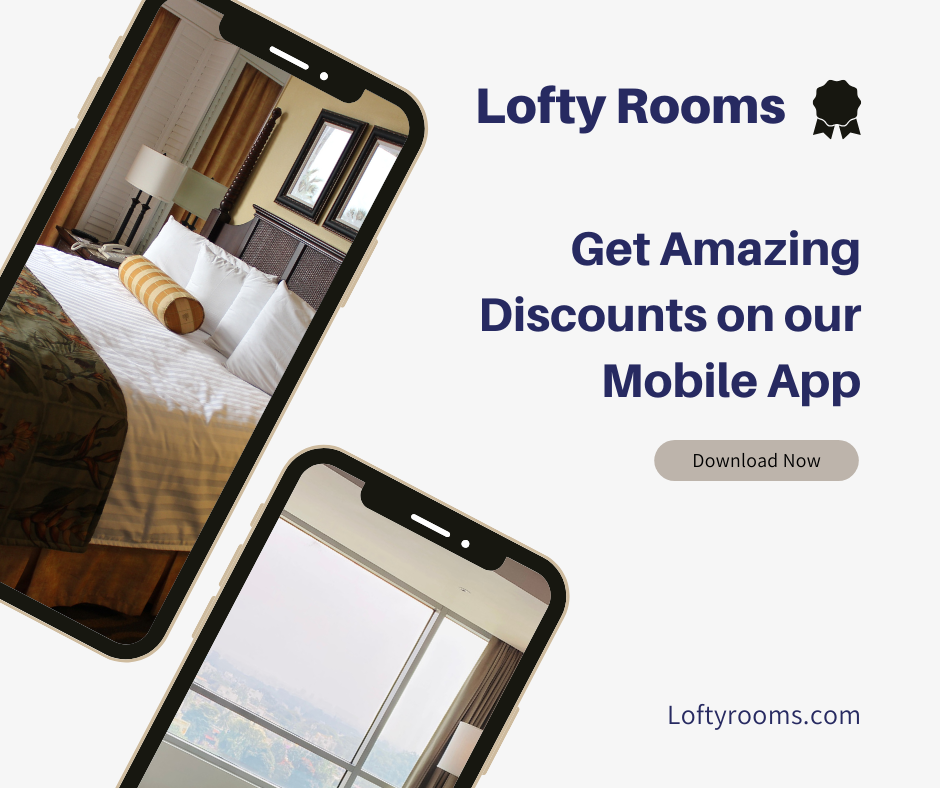 Lofty Rooms
Get Amazing
Discounts on our
Mobile App
Download Now
Loftyrooms.com